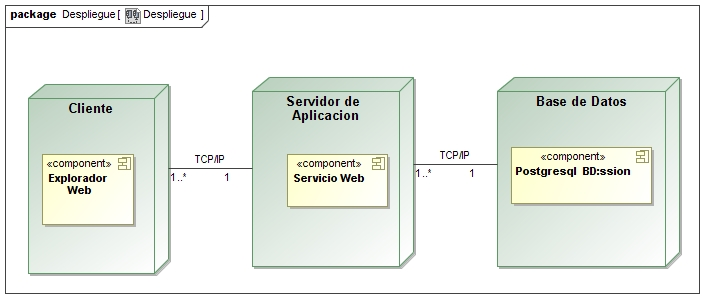 package Despliegue [ Despliegue ]
Cliente
«component»
Explorador
Web
TCP/IP
1..*
1
Servidor de
Aplicacion
«component»
Servicio Web
TCP/IP
1..*
1
Base de Datos
«component»
Postgresql BD:ssion